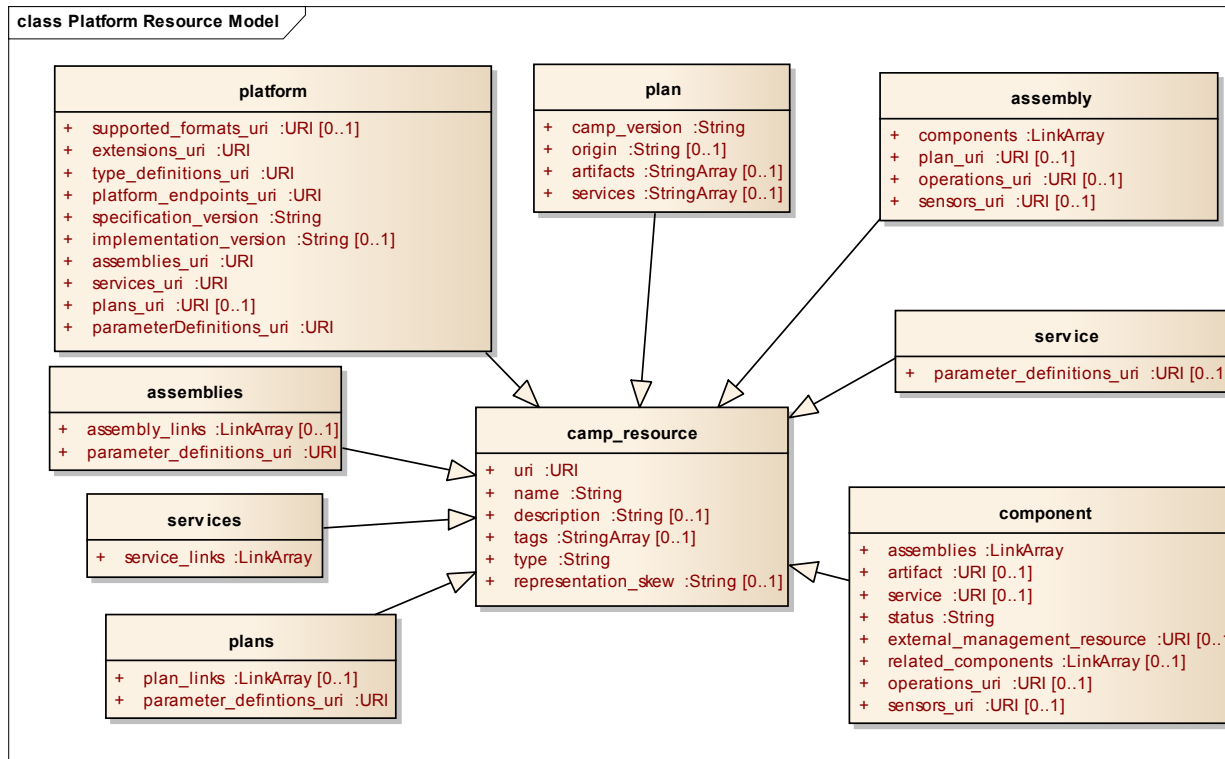 class Platform Resource Model
platform
+ supported_formats_uri :URI [0..1]
+ extensions_uri :URI
+ type_definitions_uri :URI
+ platform_endpoints_uri :URI
+ specification_version :String
+ implementation_version :String [0..1]
+ assemblies_uri :URI
+ services_uri :URI
+ plans_uri :URI [0..1]
+ parameterDefinitions_uri :URI
plan
+ camp_version :String
+ origin :String [0..1]
+ artifacts :StringArray [0..1]
+ services :StringArray [0..1]
assembly
+ components :LinkArray
+ plan_uri :URI [0..1]
+ operations_uri :URI [0..1]
+ sensors_uri :URI [0..1]
service
+ parameter_definitions_uri :URI [0..1
assemblies
+ assembly_links :LinkArray [0..1]
+ parameter_definitions_uri :URI
camp_resource
+ uri :URI
+ name :String
+ description :String [0..1]
+ tags :StringArray [0..1]
+ type :String
+ representation_skew :String [0..1]
services
+ service_links :LinkArray
component
+ assemblies :LinkArray
+ artifact :URI [0..1]
+ service :URI [0..1]
+ status :String
+ external_management_resource :URI [0..1
+ related_components :LinkArray [0..1]
+ operations_uri :URI [0..1]
+ sensors_uri :URI [0..1]
plans
+ plan_links :LinkArray [0..1]
+ parameter_defintions_uri :URI